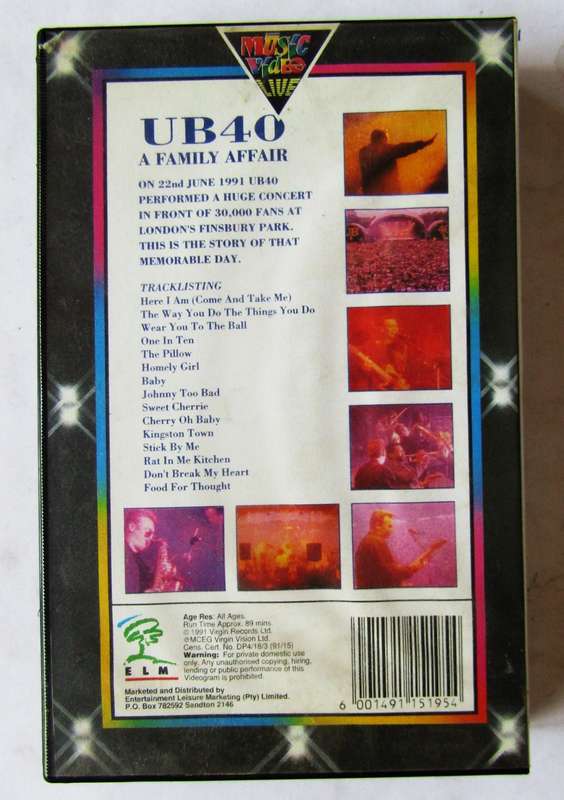 MUSIC
VIDEO
LIVE
UB40
A FAMILY AFFAIR
ON 22nd JUNE 1991 UB40
PERFORMED A HUGE CONCERT
IN FRONT OF 30,000 FANS AT
LONDON'S FINSBURY PARK.
THIS IS THE STORY OF THAT
MEMORABLE DAY.
TRACKLISTING
Here I Am (Come And Take Me)
The Way You Do The Things You Do
Wear You To The Ball
One In Ten
The Pillow
Homely Girl
Baby
Johnny Too Bad
Sweet Cherrie
Cherry Oh Baby
Kingston Town
Stick By Me
Rat In Me Kitchen
Don't Break My Heart
Food For Thought
ELM
Age Res: All Ages.
Run Time Approx. 89 mins.
© 1991 Virgin Records Ltd.
℗ MCEG Virgin Vision Ltd.
Cens. Cert. No. DP4/18/3 (91/15)
Warning: For private domestic use
only. Any unauthorised copying, hiring,
lending or public performance of this
Videogram is prohibited.
Marketed and Distributed by
Entertainment Leisure Marketing (Pty) Limited.
P.O. Box 782592 Sandton 2146
6 001491 151954